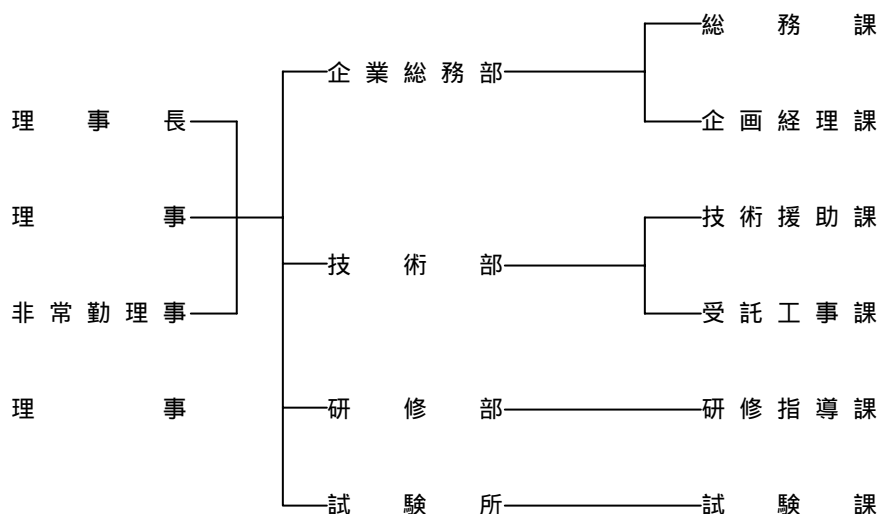 総務課
企業総務部
理事長
企画経理課
理事
技術援助課
技術部
非常勤理事
受託工事課
理事
研修部
研修指導課
試験所
試験課